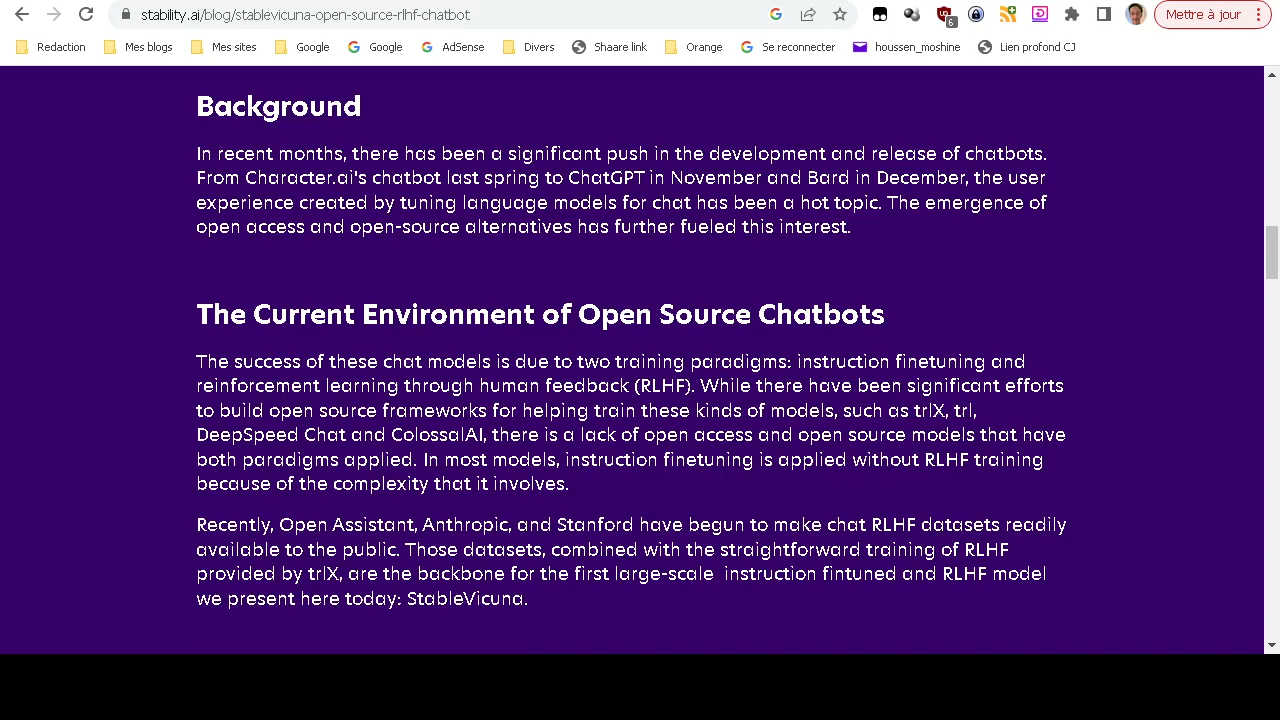 stability.ai/blog/stablevicuna-open-source-rlhf-chatbot
6
Mettre à jour
Redaction
Mes blogs
Mes sites
Google
Google
AdSense
Divers
Shaare link
Orange
Se reconnecter
houssen_moshine
Lien profond CJ
Background
In recent months, there has been a significant push in the development and release of chatbots.
From Character.ai's chatbot last spring to ChatGPT in November and Bard in December, the user
experience created by tuning language models for chat has been a hot topic. The emergence of
open access and open-source alternatives has further fueled this interest.
The Current Environment of Open Source Chatbots
The success of these chat models is due to two training paradigms: instruction finetuning and
reinforcement learning through human feedback (RLHF). While there have been significant efforts
to build open source frameworks for helping train these kinds of models, such as trlX, trl,
DeepSpeed Chat and ColossalAI, there is a lack of open access and open source models that have
both paradigms applied. In most models, instruction finetuning is applied without RLHF training
because of the complexity that it involves.
Recently, Open Assistant, Anthropic, and Stanford have begun to make chat RLHF datasets readily
available to the public. Those datasets, combined with the straightforward training of RLHF
provided by trlX, are the backbone for the first large-scale  instruction fintuned and RLHF model
we present here today: StableVicuna.